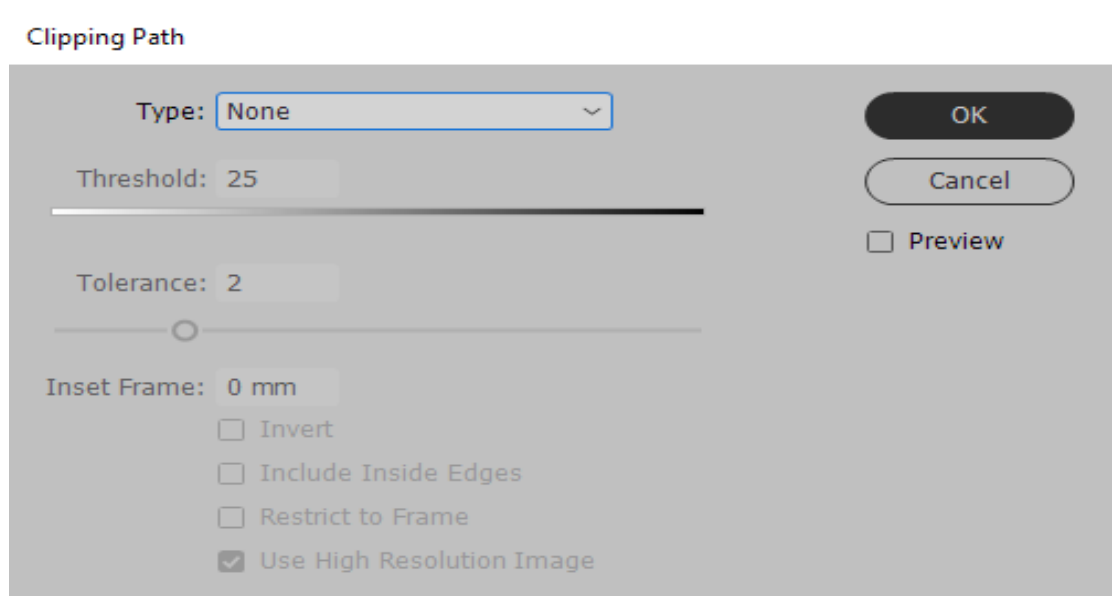 Clipping Path
Type: None
OK
Threshold: 25
Cancel
Preview
Tolerance: 2
Inset Frame: 0 mm
Invert
Include Inside Edges
Restrict to Frame
Use High Resolution Image